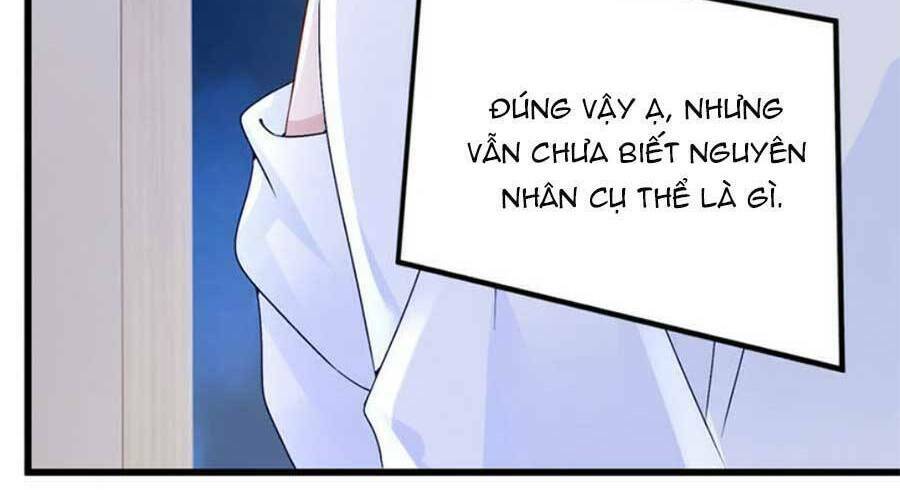 ĐÚNG VẬY Ạ, NHƯNG
VẪN CHƯA BIẾT NGUYÊN
NHÂN CỤ THỂ LÀ GÌ.